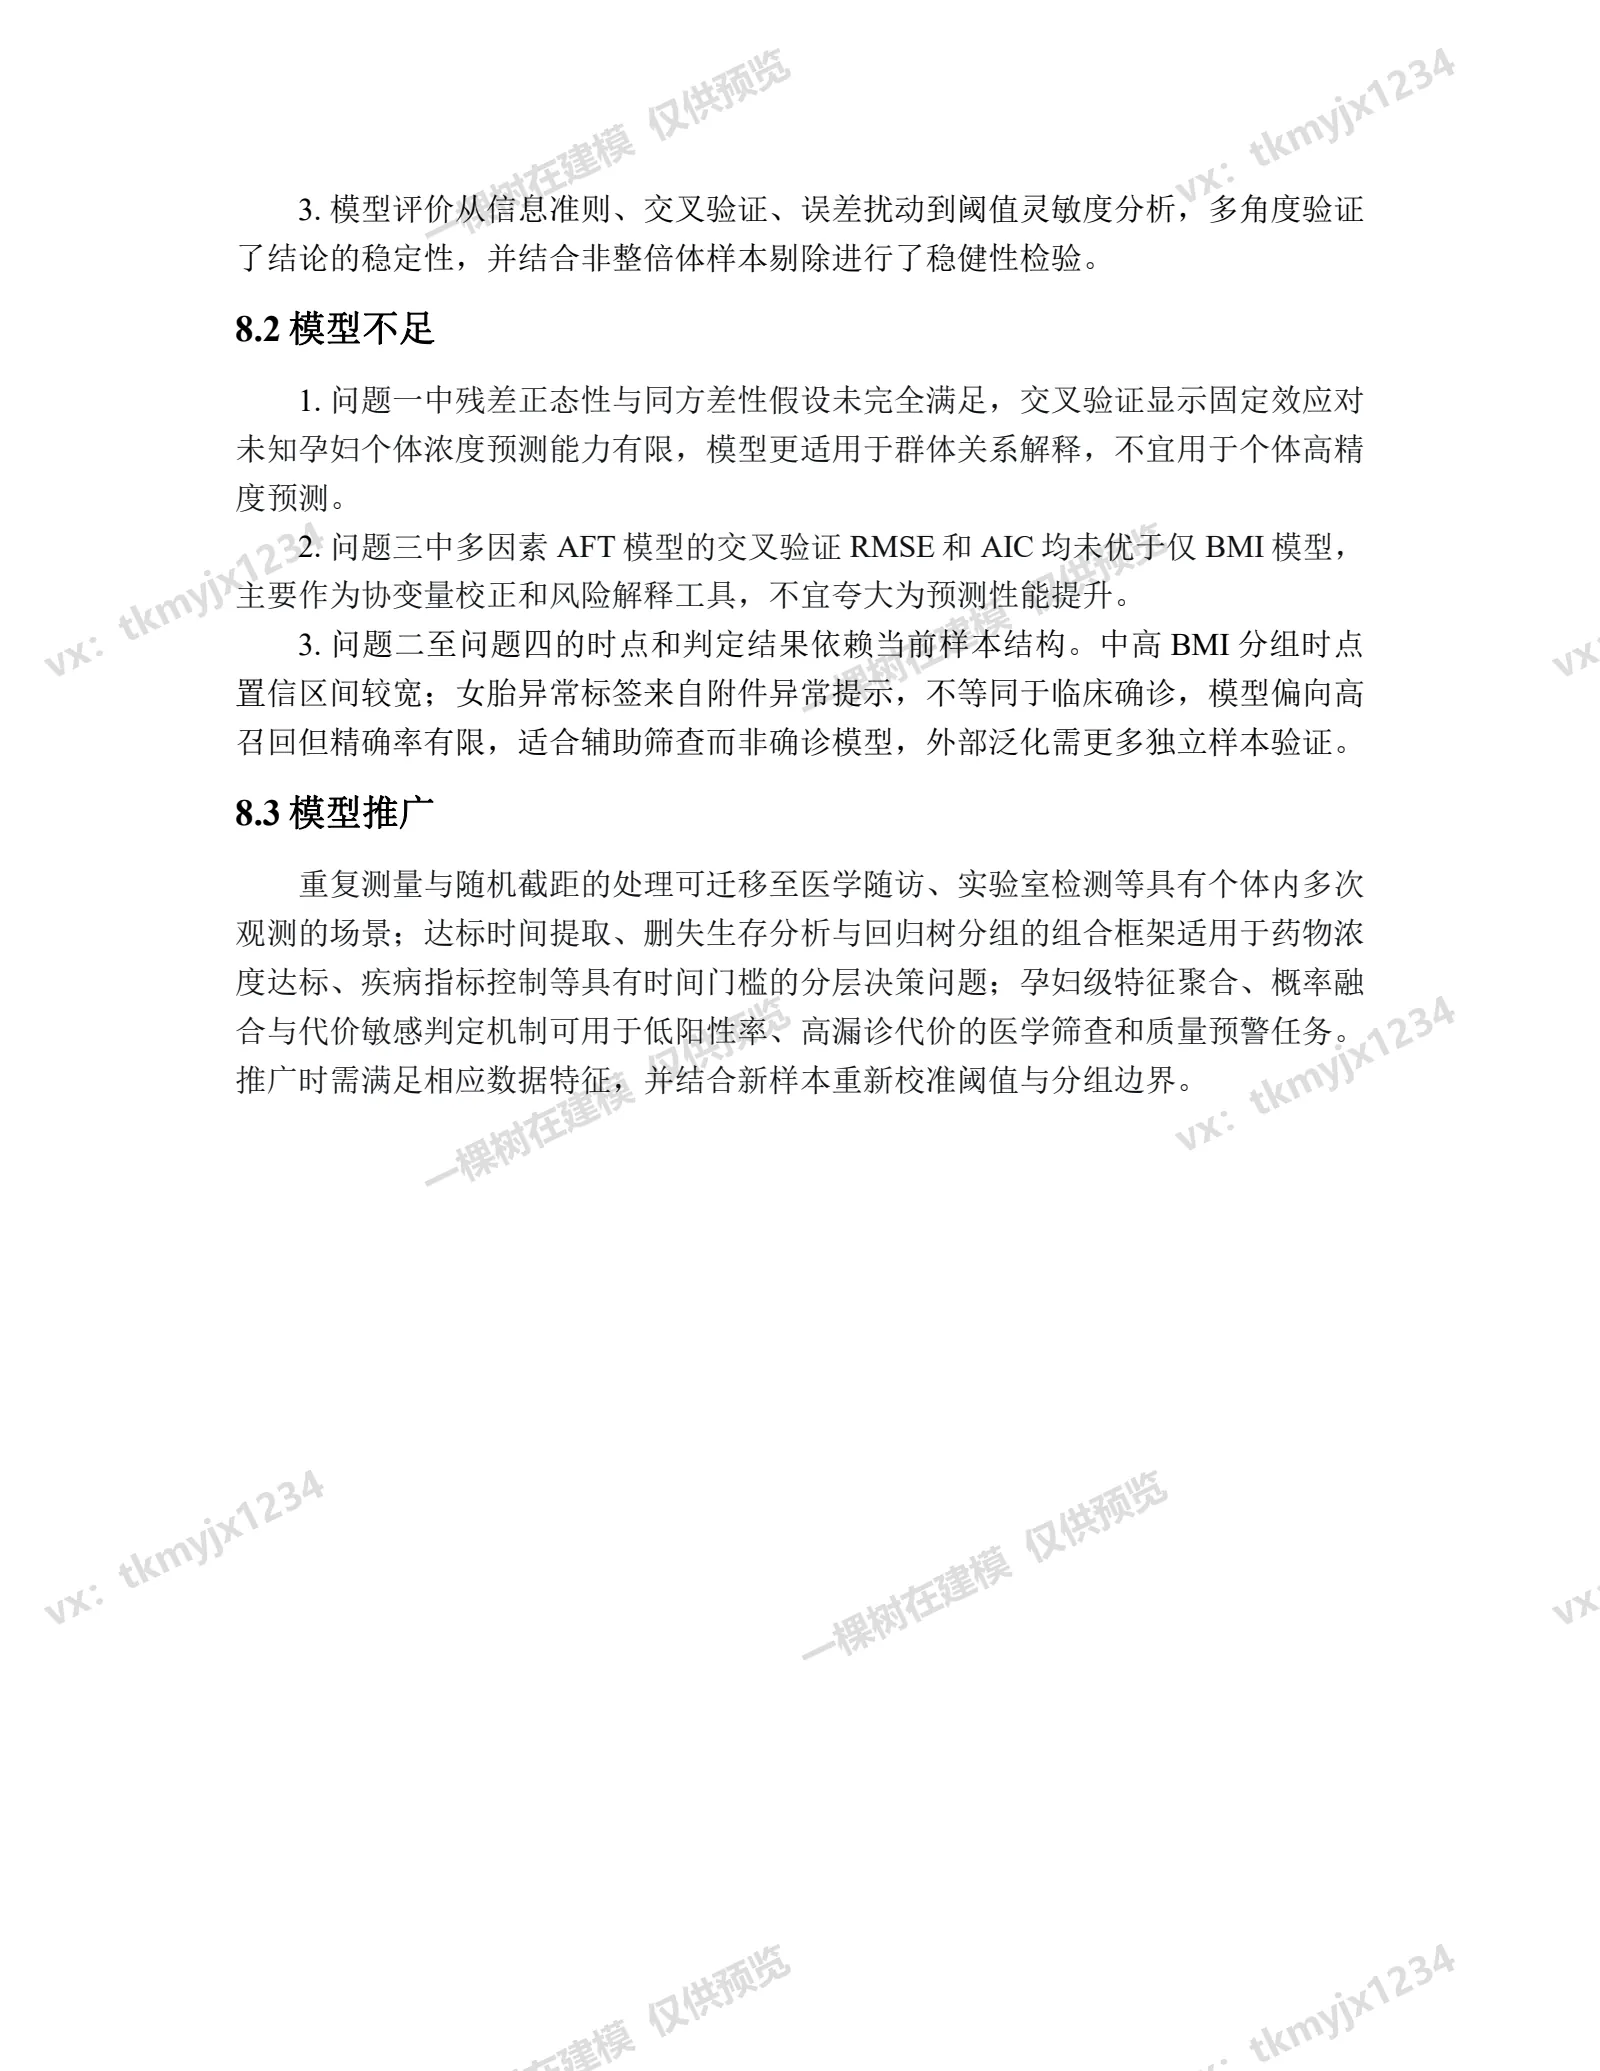 一棵树在建模 仅供预览
vx：tkmyjx1234
3. 模型评价从信息准则、交叉验证、误差扰动到阈值灵敏度分析，多角度验证
了结论的稳定性，并结合非整倍体样本剔除进行了稳健性检验。
8.2 模型不足
1. 问题一中残差正态性与同方差性假设未完全满足，交叉验证显示固定效应对
未知孕妇个体浓度预测能力有限，模型更适用于群体关系解释，不宜用于个体高精
度预测。
vx：tkmyjx1234
一棵树在建模 仅供预览
vx：
2. 问题三中多因素 AFT 模型的交叉验证 RMSE 和 AIC 均未优于仅 BMI 模型，
主要作为协变量校正和风险解释工具，不宜夸大为预测性能提升。
3. 问题二至问题四的时点和判定结果依赖当前样本结构。中高 BMI 分组时点
置信区间较宽；女胎异常标签来自附件异常提示，不等同于临床确诊，模型偏向高
召回但精确率有限，适合辅助筛查而非确诊模型，外部泛化需更多独立样本验证。
8.3 模型推广
重复测量与随机截距的处理可迁移至医学随访、实验室检测等具有个体内多次
观测的场景；达标时间提取、删失生存分析与回归树分组的组合框架适用于药物浓
度达标、疾病指标控制等具有时间门槛的分层决策问题；孕妇级特征聚合、概率融
合与代价敏感判定机制可用于低阳性率、高漏诊代价的医学筛查和质量预警任务。
推广时需满足相应数据特征，并结合新样本重新校准阈值与分组边界。
一棵树在建模 仅供预览
vx：tkmyjx1234
vx：tkmyjx1234
一棵树在建模 仅供预览
vx：
在建模 仅供预览
tkmyjx1234